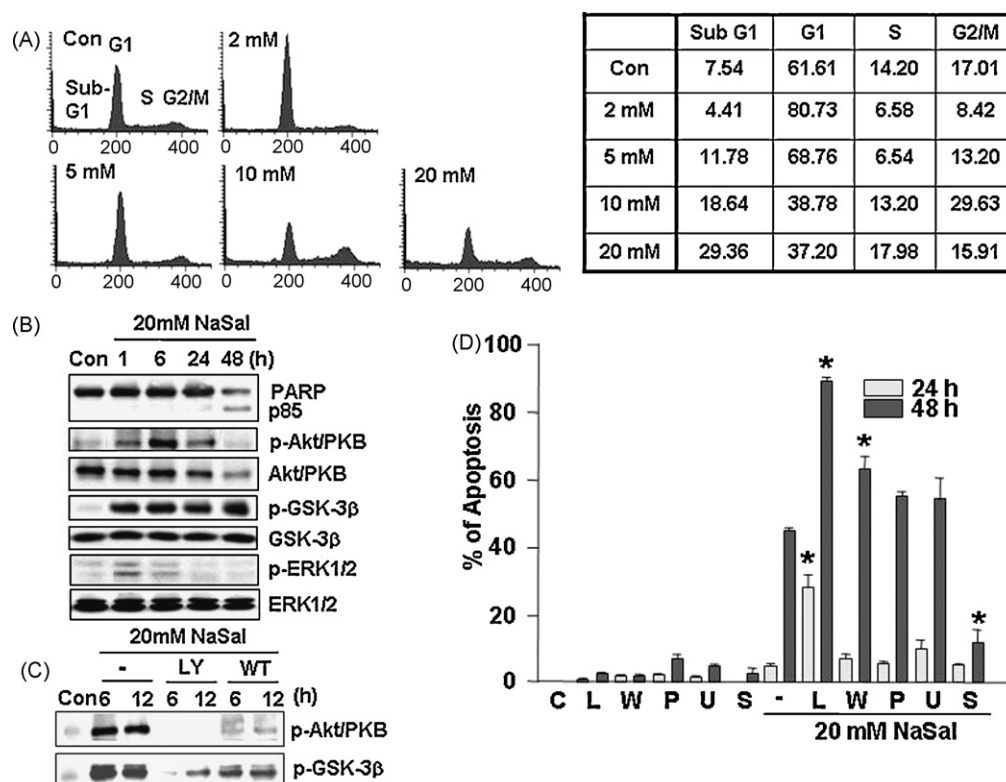 (A)
Con
G1
Sub-
G1
S G2/M
0 200 400
2 mM
0 200 400
5 mM
0 200 400
10 mM
0 200 400
20 mM
0 200 400
Sub G1 G1 S G2/M
Con 7.54 61.61 14.20 17.01
2 mM 4.41 80.73 6.58 8.42
5 mM 11.78 68.76 6.54 13.20
10 mM 18.64 38.78 13.20 29.63
20 mM 29.36 37.20 17.98 15.91
(B)
20mM NaSal
Con 1 6 24 48 (h)
PARP
p85
p-Akt/PKB
Akt/PKB
p-GSK-3β
GSK-3β
p-ERK1/2
ERK1/2
(C)
20mM NaSal
- LY WT
Con 6 12 6 12 6 12 (h)
p-Akt/PKB
p-GSK-3β
(D)
% of Apoptosis
100
80
60
40
20
0
24 h
48 h
* * * *
C L W P U S - L W P U S
20 mM NaSal